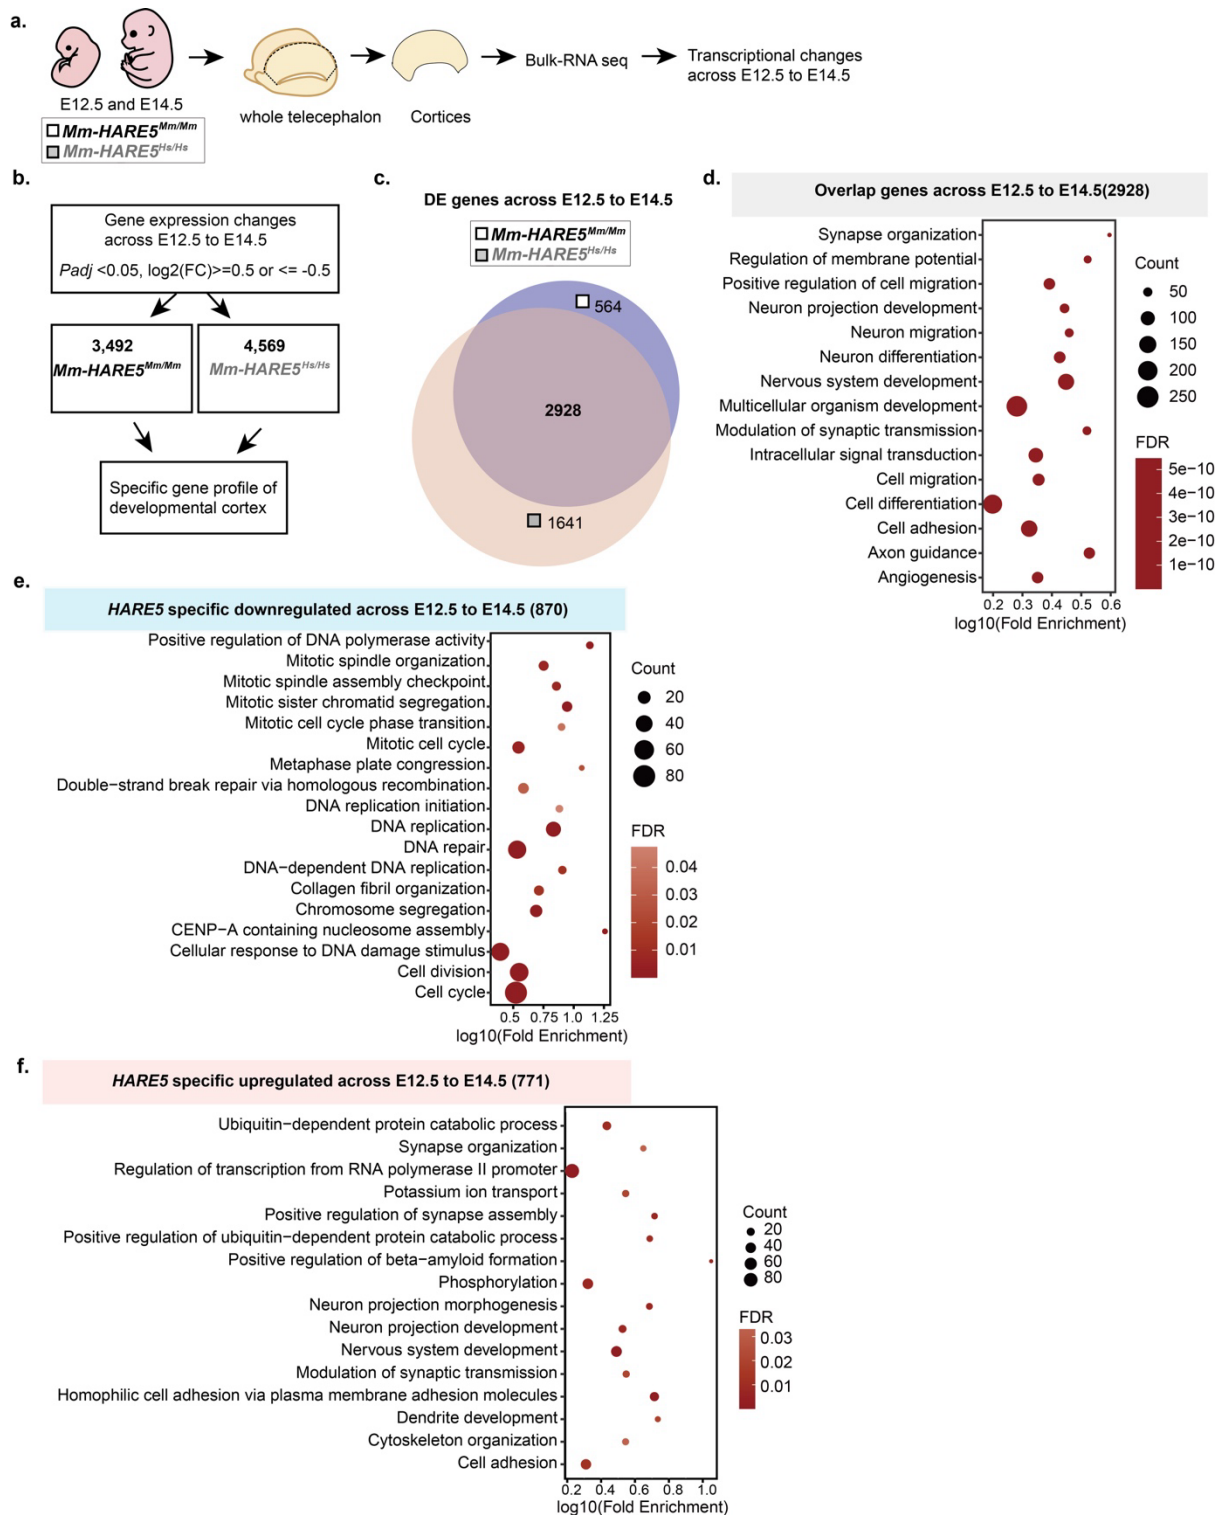 a.
E12.5 and E14.5
Mm-HARE5Mm/Mm
Mm-HARE5Hs/Hs
whole telecephalon
Cortices
Bulk-RNA seq
Transcriptional changes
across E12.5 to E14.5
b.
Gene expression changes
across E12.5 to E14.5
Padj <0.05, log2(FC)>=0.5 or <= -0.5
3,492
Mm-HARE5Mm/Mm
4,569
Mm-HARE5Hs/Hs
Specific gene profile of
developmental cortex
c.
DE genes across E12.5 to E14.5
Mm-HARE5Mm/Mm
Mm-HARE5Hs/Hs
564
2928
1641
d.
Overlap genes across E12.5 to E14.5(2928)
Synapse organization
Regulation of membrane potential
Positive regulation of cell migration
Neuron projection development
Neuron migration
Neuron differentiation
Nervous system development
Multicellular organism development
Modulation of synaptic transmission
Intracellular signal transduction
Cell migration
Cell differentiation
Cell adhesion
Axon guidance
Angiogenesis
0.2 0.3 0.4 0.5 0.6
log10(Fold Enrichment)
Count
50
100
150
200
250
FDR
5e−10
4e−10
3e−10
2e−10
1e−10
e.
HARE5 specific downregulated across E12.5 to E14.5 (870)
Positive regulation of DNA polymerase activity
Mitotic spindle organization
Mitotic spindle assembly checkpoint
Mitotic sister chromatid segregation
Mitotic cell cycle phase transition
Mitotic cell cycle
Metaphase plate congression
Double−strand break repair via homologous recombination
DNA replication initiation
DNA replication
DNA repair
DNA−dependent DNA replication
Collagen fibril organization
Chromosome segregation
CENP−A containing nucleosome assembly
Cellular response to DNA damage stimulus
Cell division
Cell cycle
0.5 0.75 1.0 1.25
log10(Fold Enrichment)
Count
20
40
60
80
FDR
0.04
0.03
0.02
0.01
f.
HARE5 specific upregulated across E12.5 to E14.5 (771)
Ubiquitin−dependent protein catabolic process
Synapse organization
Regulation of transcription from RNA polymerase II promoter
Potassium ion transport
Positive regulation of synapse assembly
Positive regulation of ubiquitin−dependent protein catabolic process
Positive regulation of beta−amyloid formation
Phosphorylation
Neuron projection morphogenesis
Neuron projection development
Nervous system development
Modulation of synaptic transmission
Homophilic cell adhesion via plasma membrane adhesion molecules
Dendrite development
Cytoskeleton organization
Cell adhesion
0.2 0.4 0.6 0.8 1.0
log10(Fold Enrichment)
Count
20
40
60
80
FDR
0.03
0.02
0.01